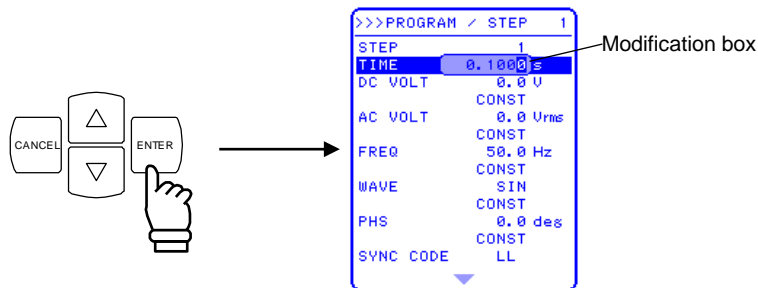 >>>PROGRAM / STEP 1
STEP 1
TIME 0.1000 s
DC VOLT 0.0 V
CONST
AC VOLT 0.0 Vrms
CONST
FREQ 50.0 Hz
CONST
WAVE SIN
CONST
PHS 0.0 deg
CONST
SYNC CODE LL
Modification box
CANCEL
ENTER